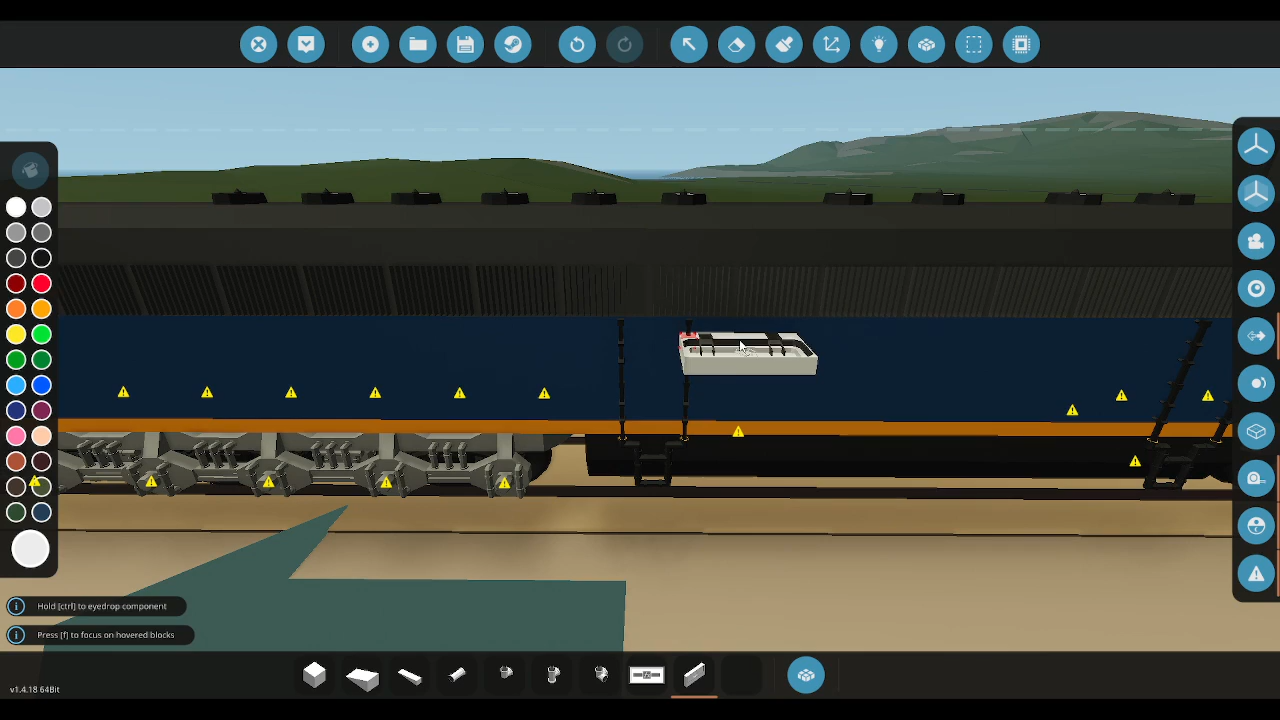 Hold [ctrl] to eyedrop component
Press [f] to focus on hovered blocks
v1.4.18 64Bit